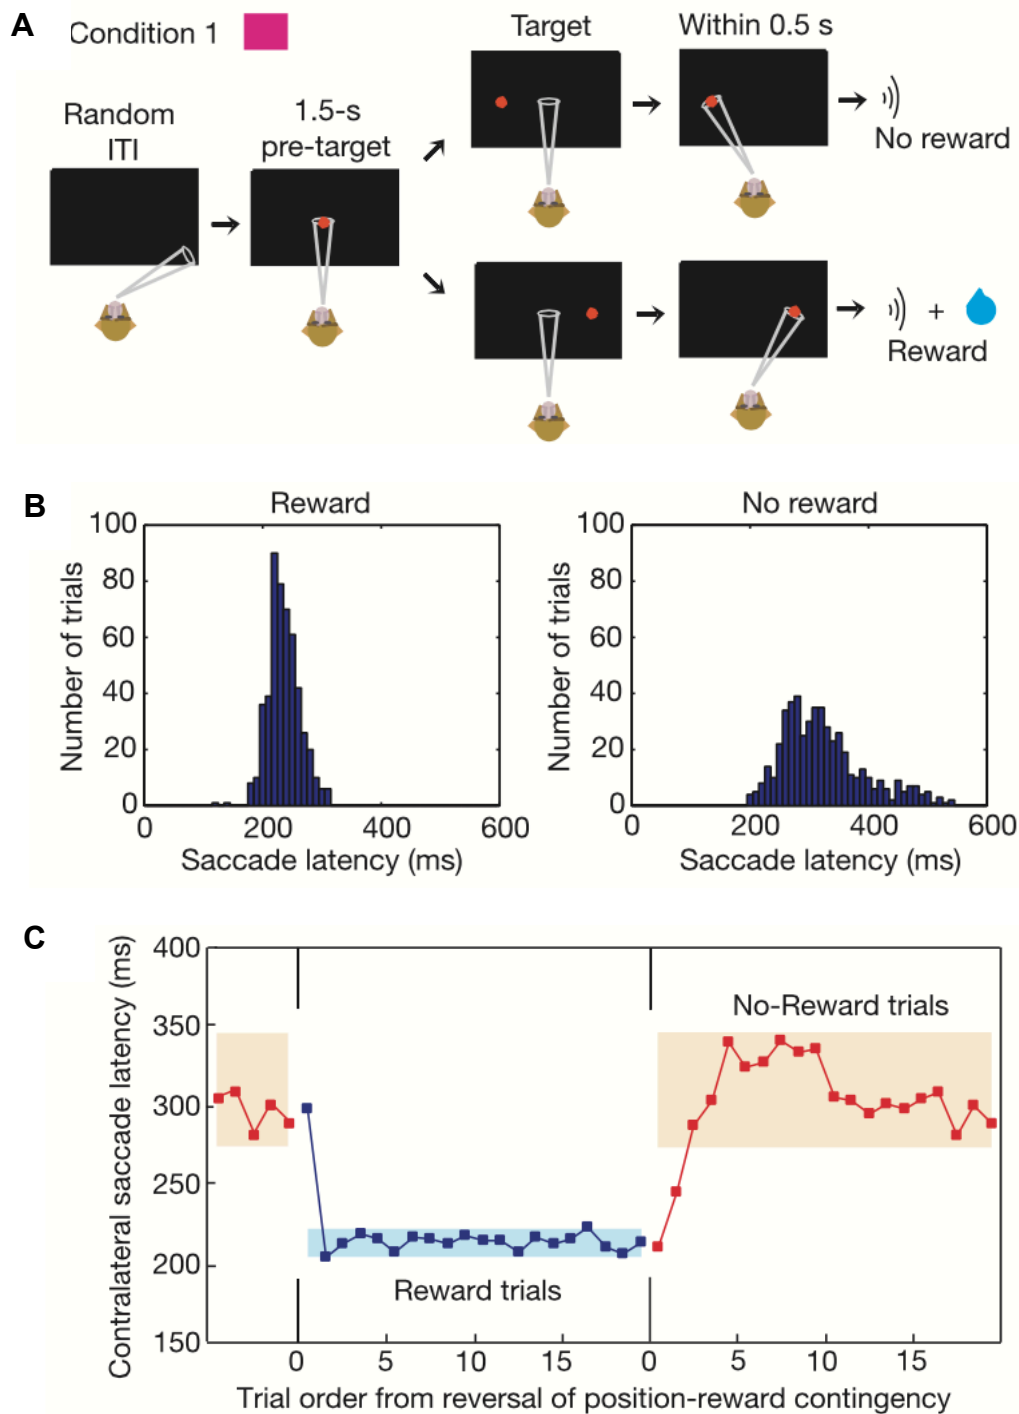 A
Condition 1
Target
Within 0.5 s
Random
ITI
1.5-s
pre-target
No reward
+
Reward
B
Reward
No reward
Number of trials
100
80
60
40
20
0
0
200
400
600
Saccade latency (ms)
Number of trials
100
80
60
40
20
0
0
200
400
600
Saccade latency (ms)
C
Contralateral saccade latency (ms)
400
350
300
250
200
150
No-Reward trials
Reward trials
0
5
10
15
0
5
10
15
Trial order from reversal of position-reward contingency